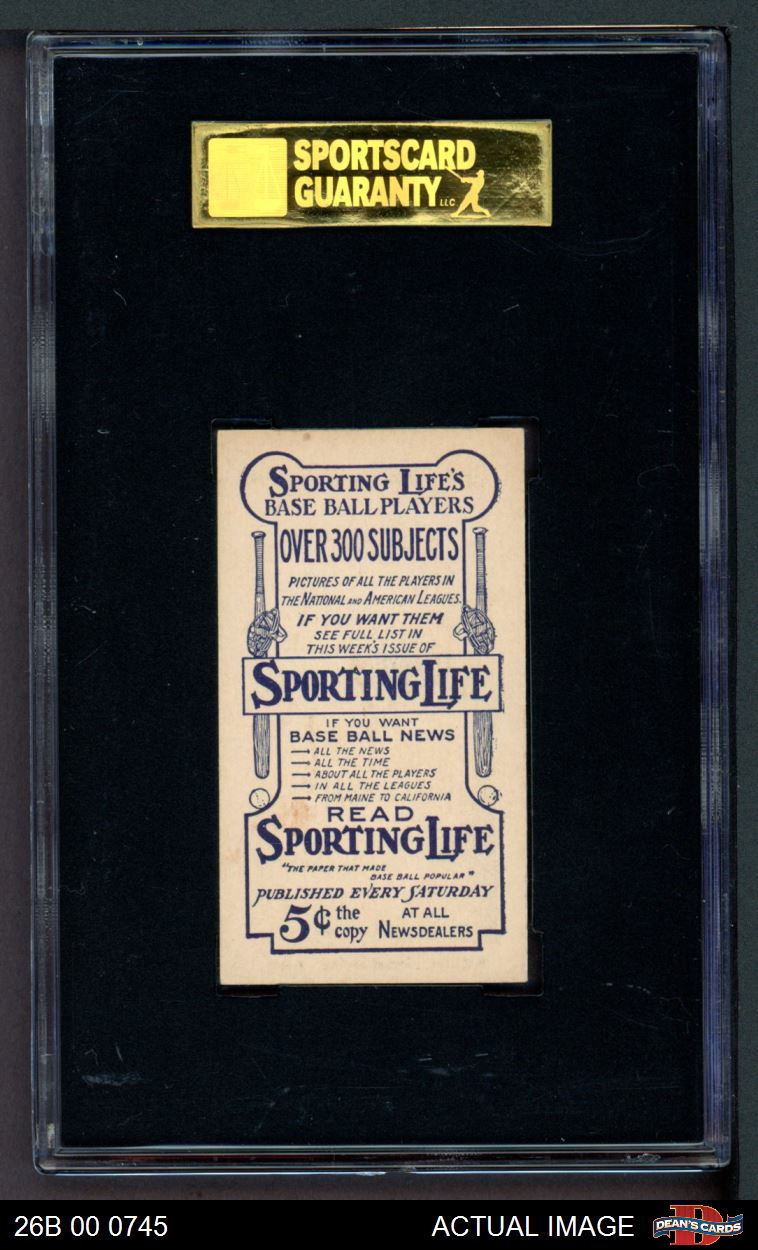 SPORTSCARD
GUARANTY LLC
SPORTING LIFE'S
BASE BALL PLAYERS
OVER 300 SUBJECTS
PICTURES OF ALL THE PLAYERS IN
THE NATIONAL AND AMERICAN LEAGUES.
IF YOU WANT THEM
SEE FULL LIST IN
THIS WEEK'S ISSUE OF
SPORTING LIFE
IF YOU WANT
BASE BALL NEWS
ALL THE NEWS
ALL THE TIME
ABOUT ALL THE PLAYERS
IN ALL THE LEAGUES
FROM MAINE TO CALIFORNIA
READ
SPORTING LIFE
"THE PAPER THAT MADE
BASE BALL POPULAR"
PUBLISHED EVERY SATURDAY
5¢ the copy AT ALL NEWSDEALERS
26B 00 0745 ACTUAL IMAGE DEAN'S CARDS